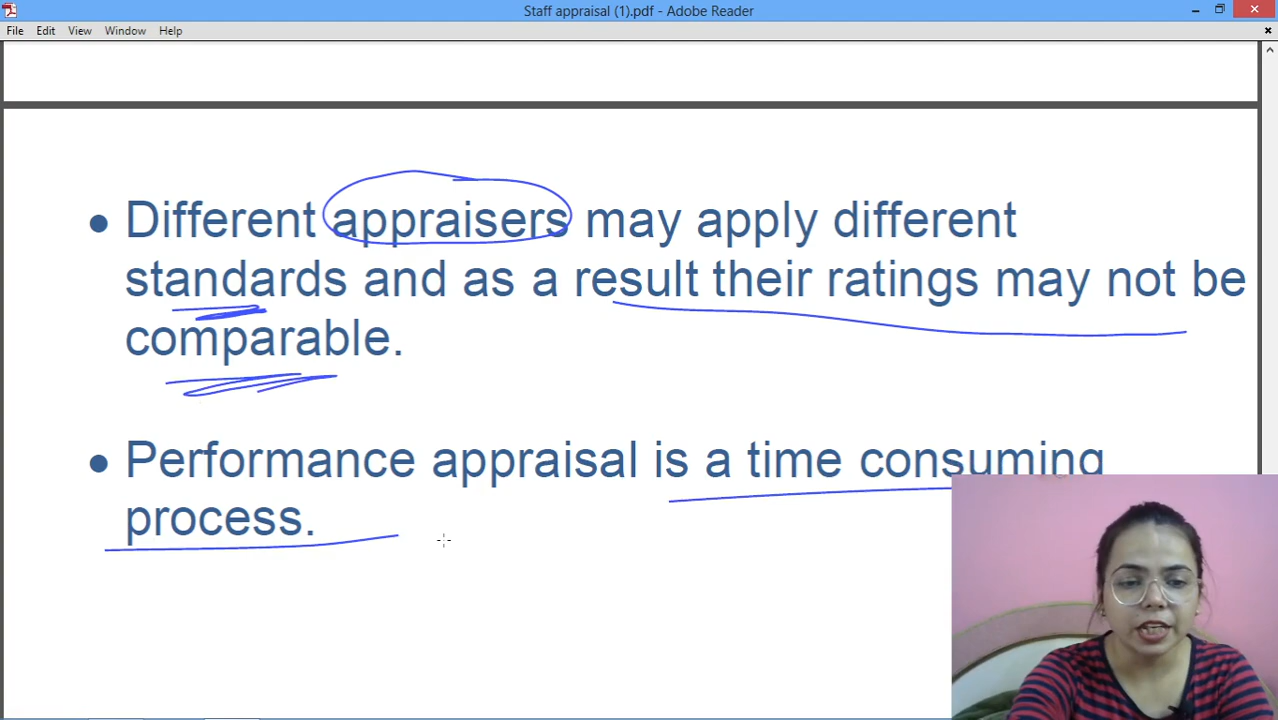 Staff appraisal (1).pdf - Adobe Reader
File Edit View Window Help
• Different appraisers may apply different
standards and as a result their ratings may not be
comparable.
• Performance appraisal is a time consuming
process.